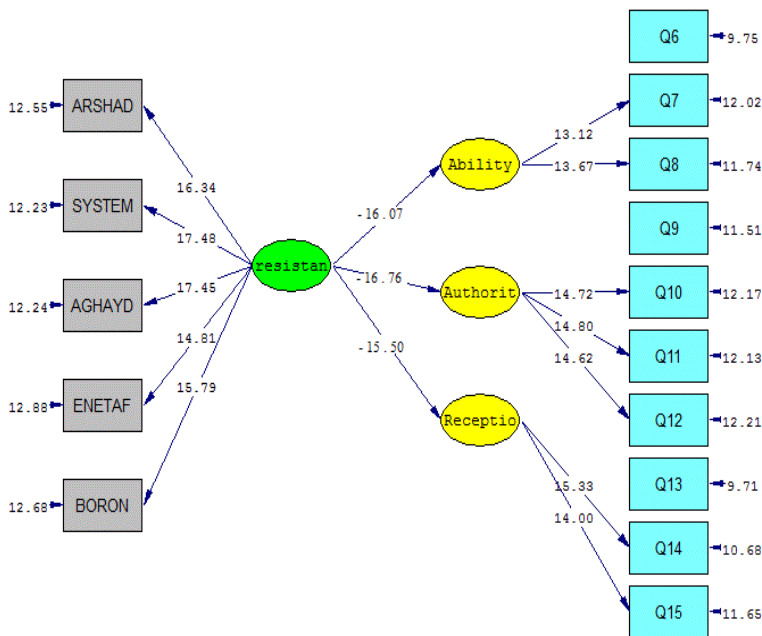 Q6
9.75
12.55
ARSHAD
Q7
12.02
13.12
Ability
13.67
Q8
11.74
16.34
12.23
SYSTEM
-16.07
Q9
11.51
17.48
resistan
-16.76
17.45
Authorit
14.72
Q10
12.17
12.24
AGHAYD
14.80
14.81
-15.50
14.62
Q11
12.13
15.79
12.88
ENETAF
Receptio
Q12
12.21
15.33
Q13
9.71
12.68
BORON
14.00
Q14
10.68
Q15
11.65